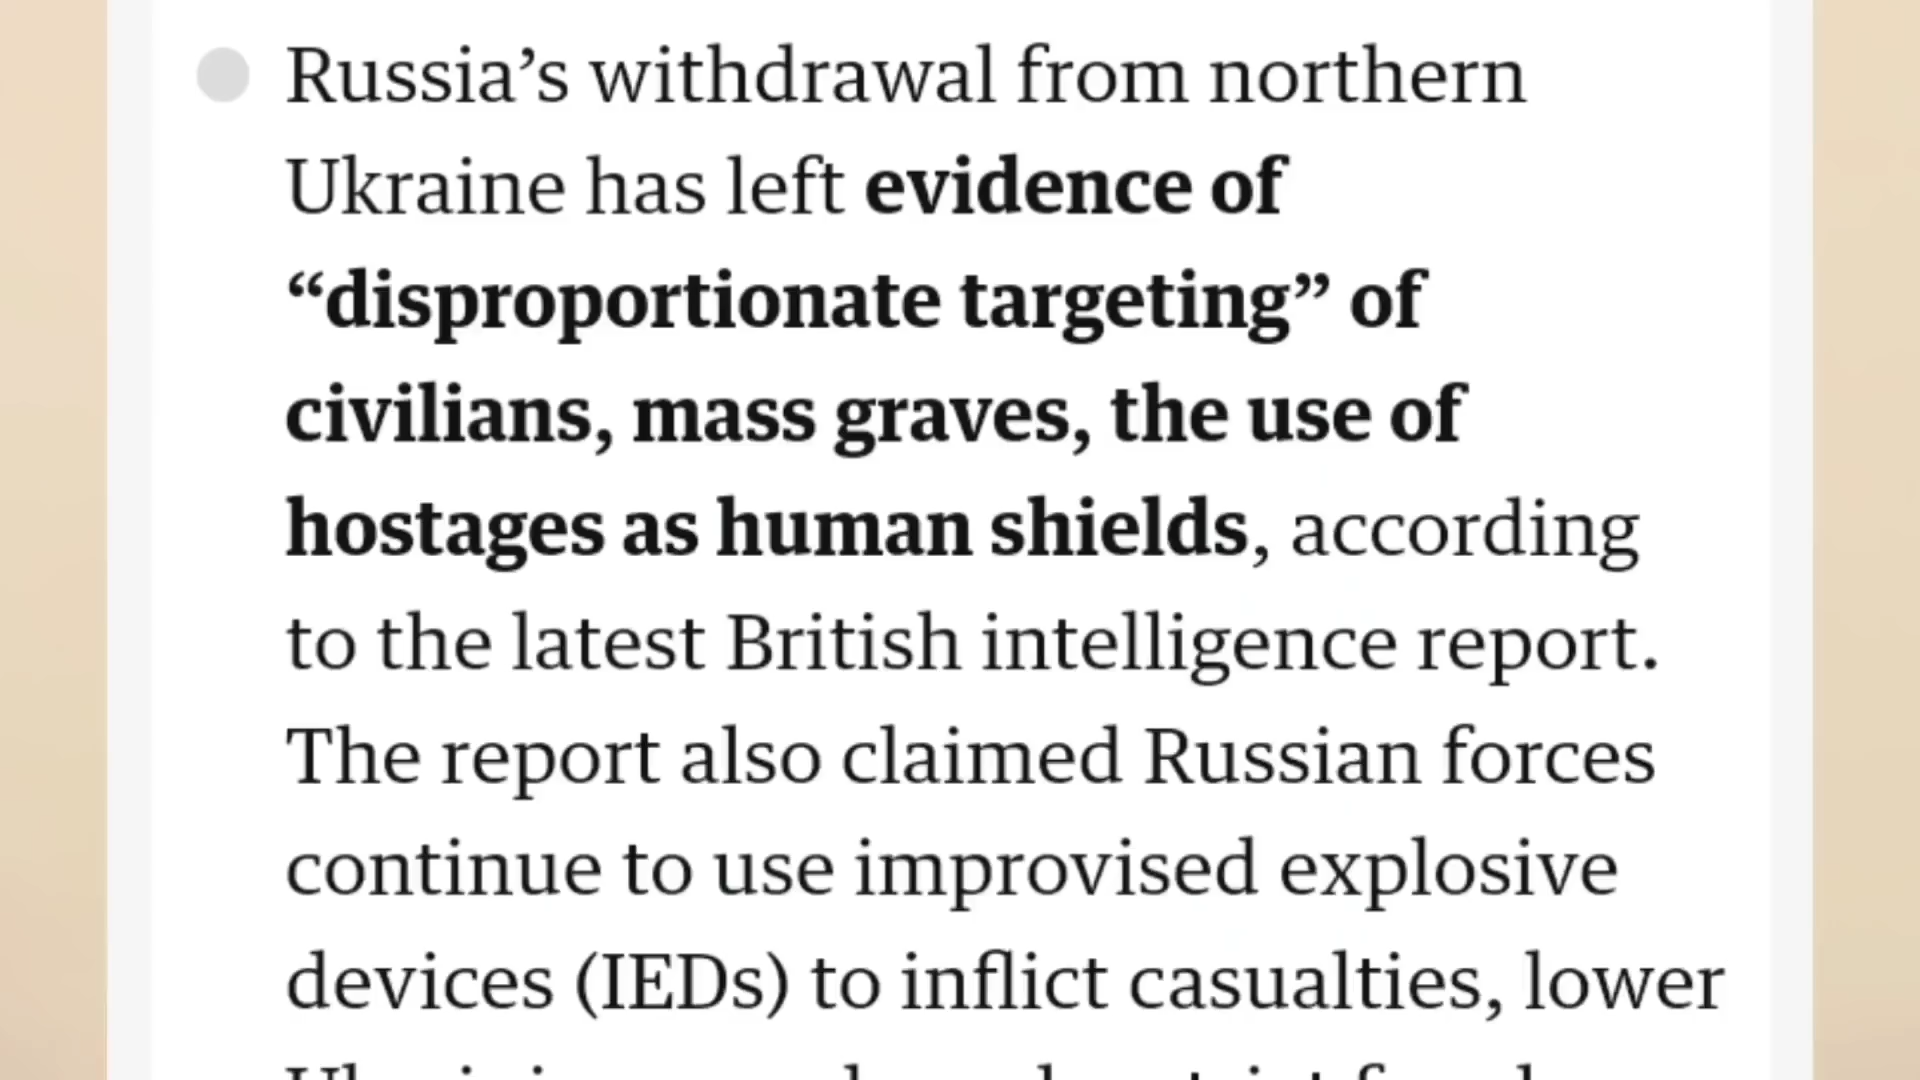 Russia’s withdrawal from northern
Ukraine has left evidence of
“disproportionate targeting” of
civilians, mass graves, the use of
hostages as human shields, according
to the latest British intelligence report.
The report also claimed Russian forces
continue to use improvised explosive
devices (IEDs) to inflict casualties, lower